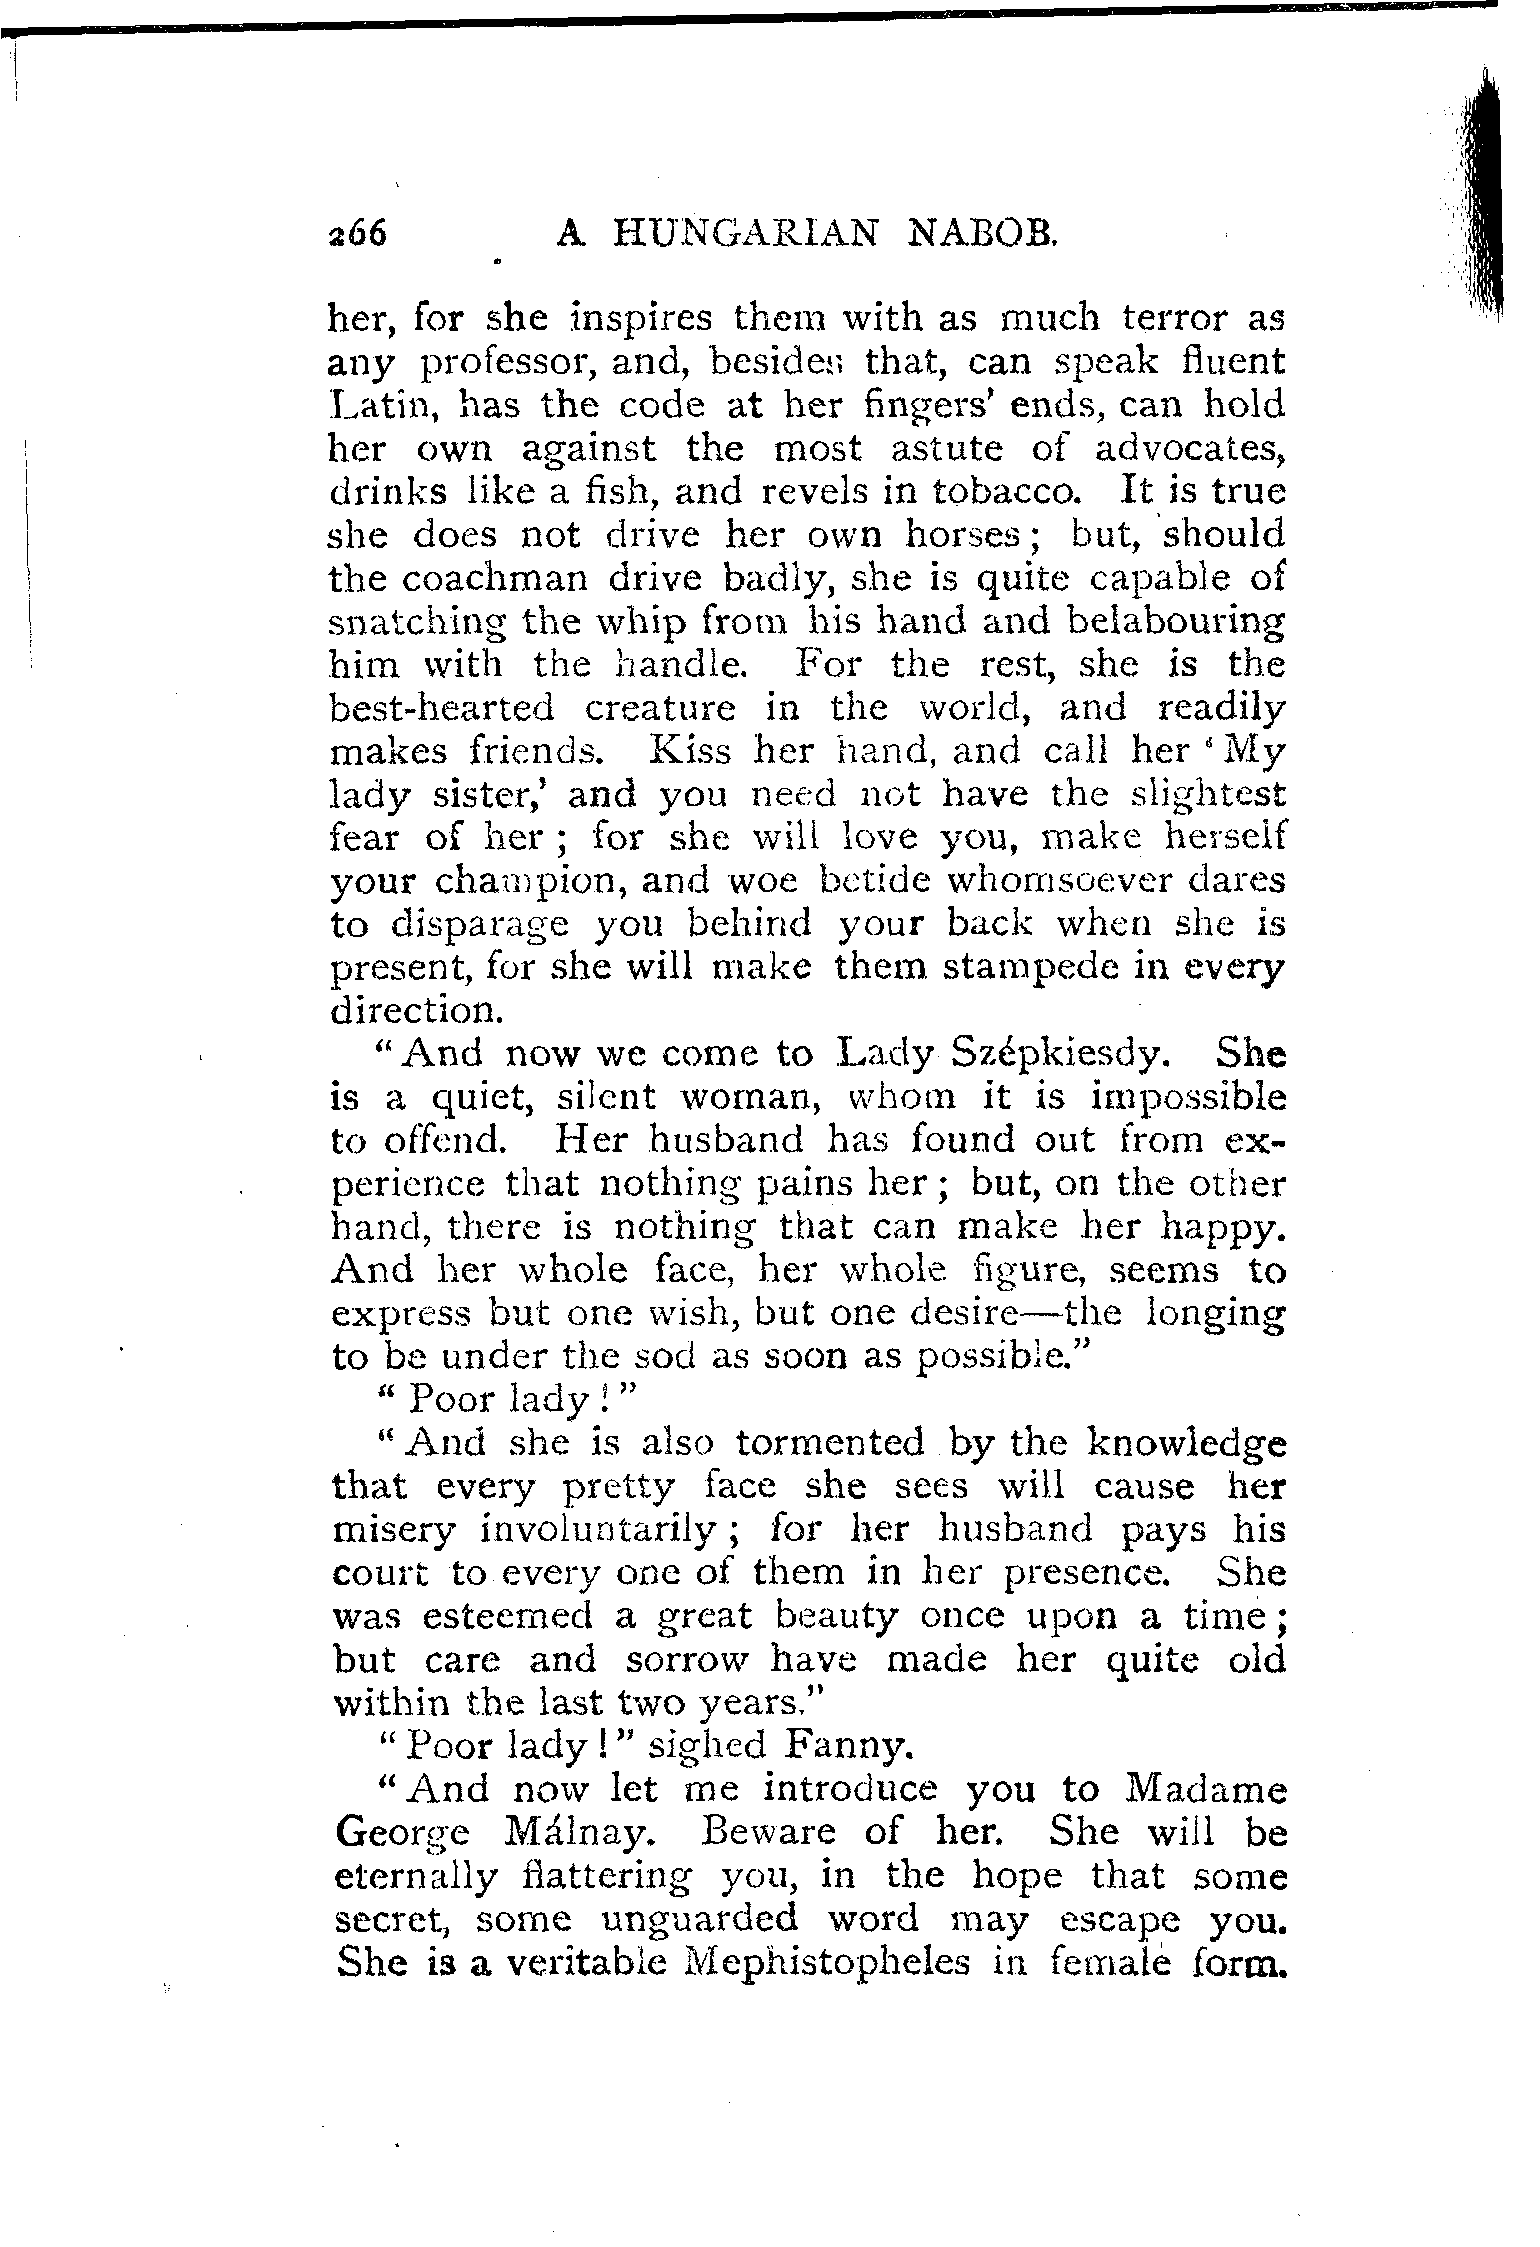 266 A HUNGARIAN NABOB.
her, for she inspires them with as much terror as
any professor, and, besides that, can speak fluent
Latin, has the code at her fingers' ends, can hold
her own against the most astute of advocates,
drinks like a fish, and revels in tobacco. It is true
she does not drive her own horses; but, should
the coachman drive badly, she is quite capable of
snatching the whip from his hand and belabouring
him with the handle. For the rest, she is the
best-hearted creature in the world, and readily
makes friends. Kiss her hand, and call her ‘My
lady sister,’ and you need not have the slightest
fear of her; for she will love you, make herself
your champion, and woe betide whomsoever dares
to disparage you behind your back when she is
present, for she will make them stampede in every
direction.
“And now we come to Lady Szépkiesdy. She
is a quiet, silent woman, whom it is impossible
to offend. Her husband has found out from ex-
perience that nothing pains her; but, on the other
hand, there is nothing that can make her happy.
And her whole face, her whole figure, seems to
express but one wish, but one desire—the longing
to be under the sod as soon as possible.”
“Poor lady!”
“And she is also tormented by the knowledge
that every pretty face she sees will cause her
misery involuntarily; for her husband pays his
court to every one of them in her presence. She
was esteemed a great beauty once upon a time;
but care and sorrow have made her quite old
within the last two years.”
“Poor lady!” sighed Fanny.
“And now let me introduce you to Madame
George Málnay. Beware of her. She will be
eternally flattering you, in the hope that some
secret, some unguarded word may escape you.
She is a veritable Mephistopheles in female form.